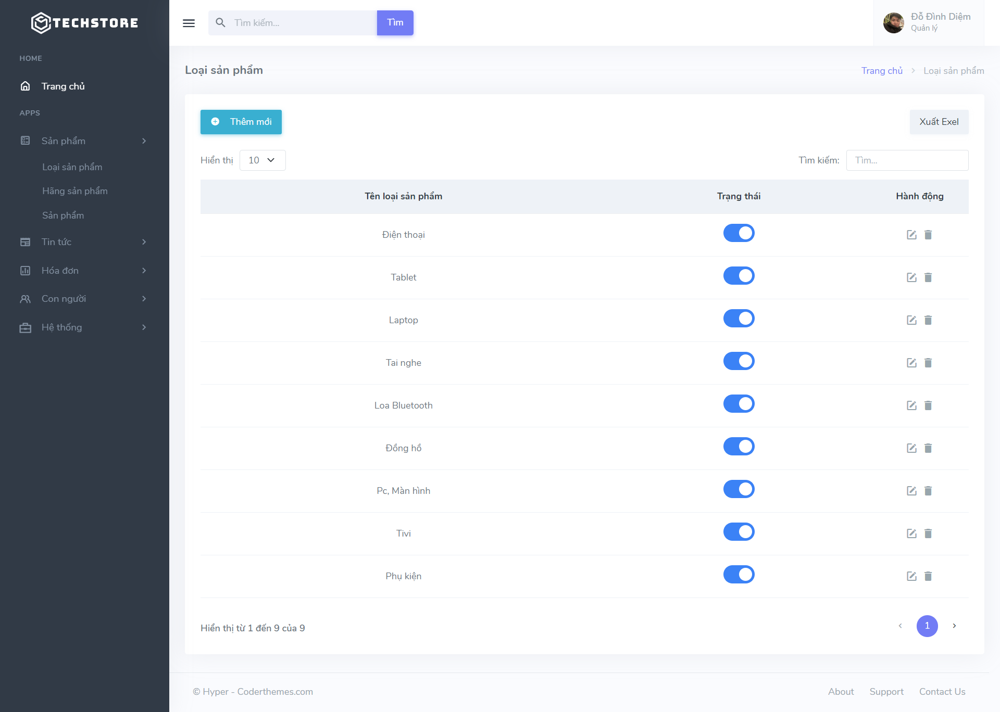 TECHSTORE
HOME
Trang chủ
APPS
Sản phẩm
Loại sản phẩm
Hãng sản phẩm
Sản phẩm
Tin tức
Hóa đơn
Con người
Hệ thống
Tìm kiếm...
Tìm
Đỗ Đình Diệm
Quản lý
Loại sản phẩm
Trang chủ > Loại sản phẩm
Thêm mới
Xuất Exel
Hiển thị 10
Tìm kiếm: Tìm...
Tên loại sản phẩm Trạng thái Hành động
Điện thoại
Tablet
Laptop
Tai nghe
Loa Bluetooth
Đồng hồ
Pc, Màn hình
Tivi
Phụ kiện
Hiển thị từ 1 đến 9 của 9
1
© Hyper - Coderthemes.com
About Support Contact Us